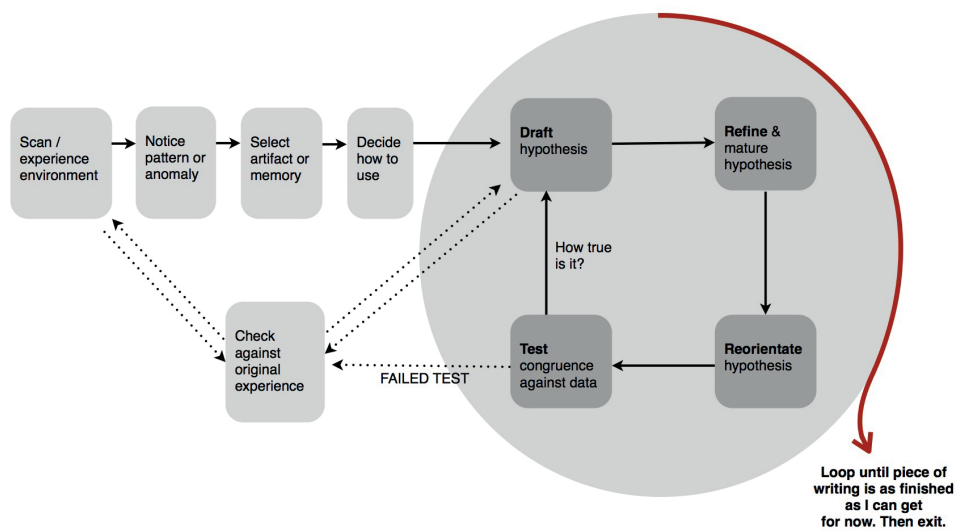 Scan /
experience
environment
Notice
pattern or
anomaly
Select
artifact or
memory
Decide
how to
use
Draft
hypothesis
Refine &
mature
hypothesis
How true
is it?
Check
against
original
experience
FAILED TEST
Test
congruence
against data
Reorientate
hypothesis
Loop until piece of
writing is as finished
as I can get
for now. Then exit.